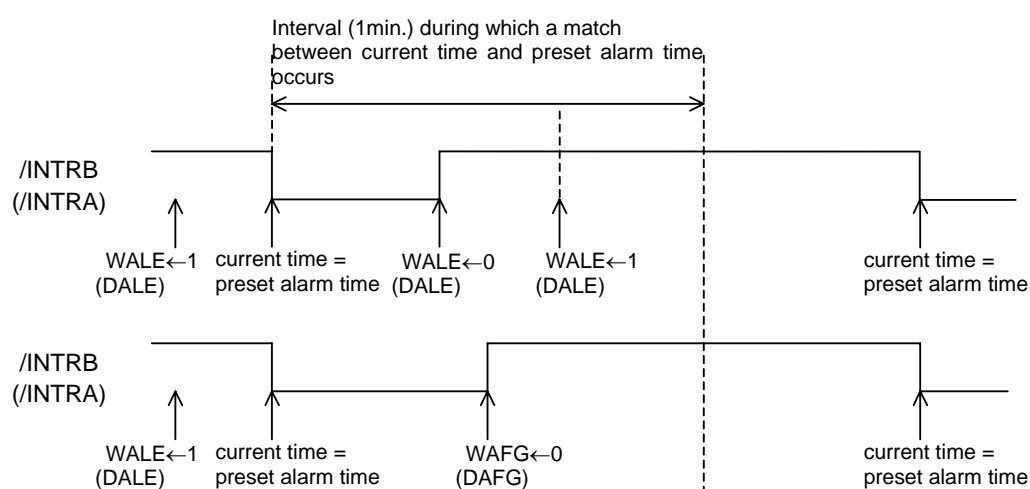 Interval (1min.) during which a match
between current time and preset alarm time
occurs
/INTRB
(/INTRA)
WALE←1
(DALE)
current time =
preset alarm time
WALE←0
(DALE)
WALE←1
(DALE)
current time =
preset alarm time
/INTRB
(/INTRA)
WALE←1
(DALE)
current time =
preset alarm time
WAFG←0
(DAFG)
current time =
preset alarm time